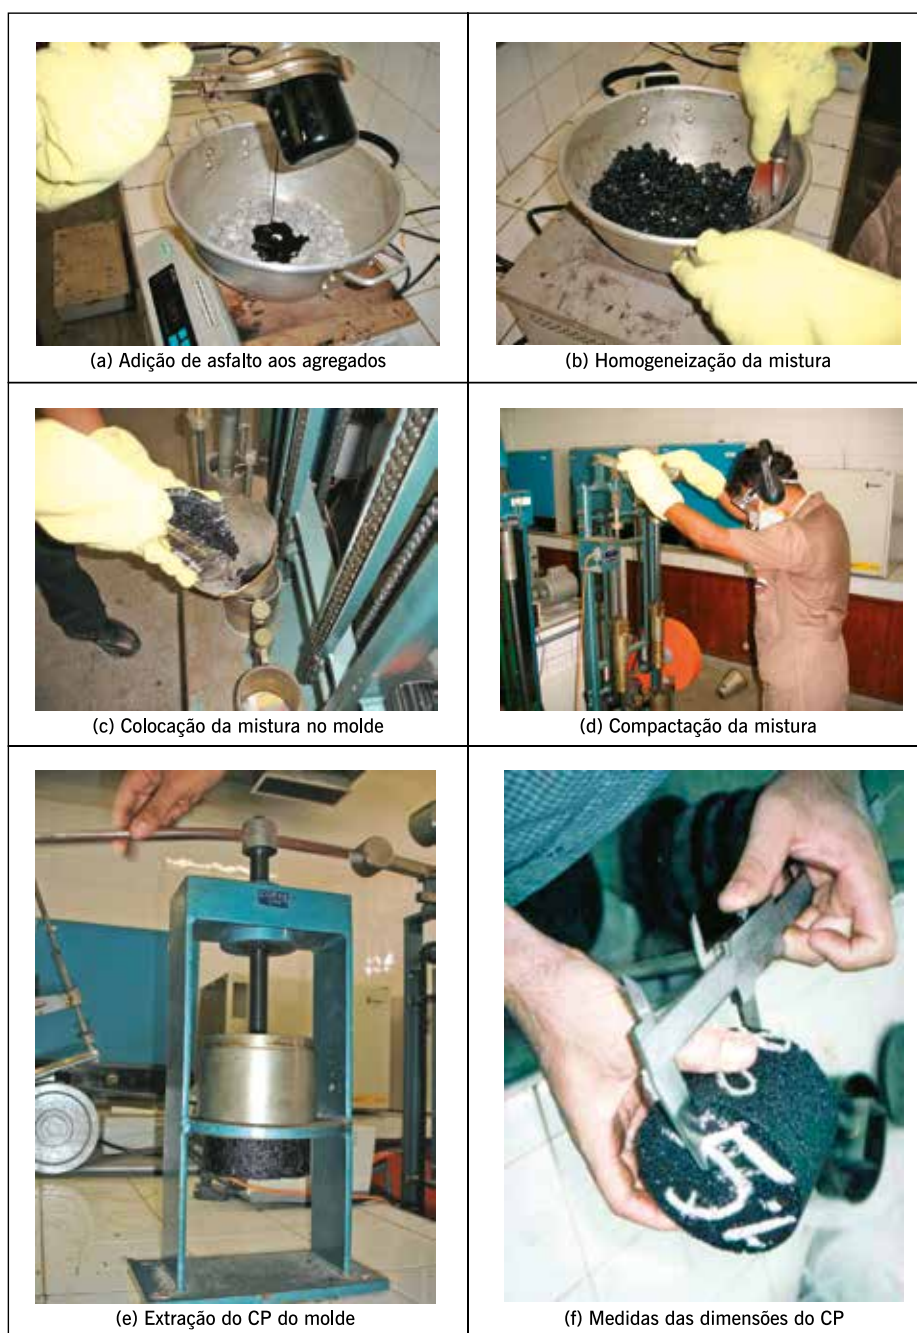 (a) Adição de asfalto aos agregados
(b) Homogeneização da mistura
(c) Colocação da mistura no molde
(d) Compactação da mistura
(e) Extração do CP do molde
(f) Medidas das dimensões do CP